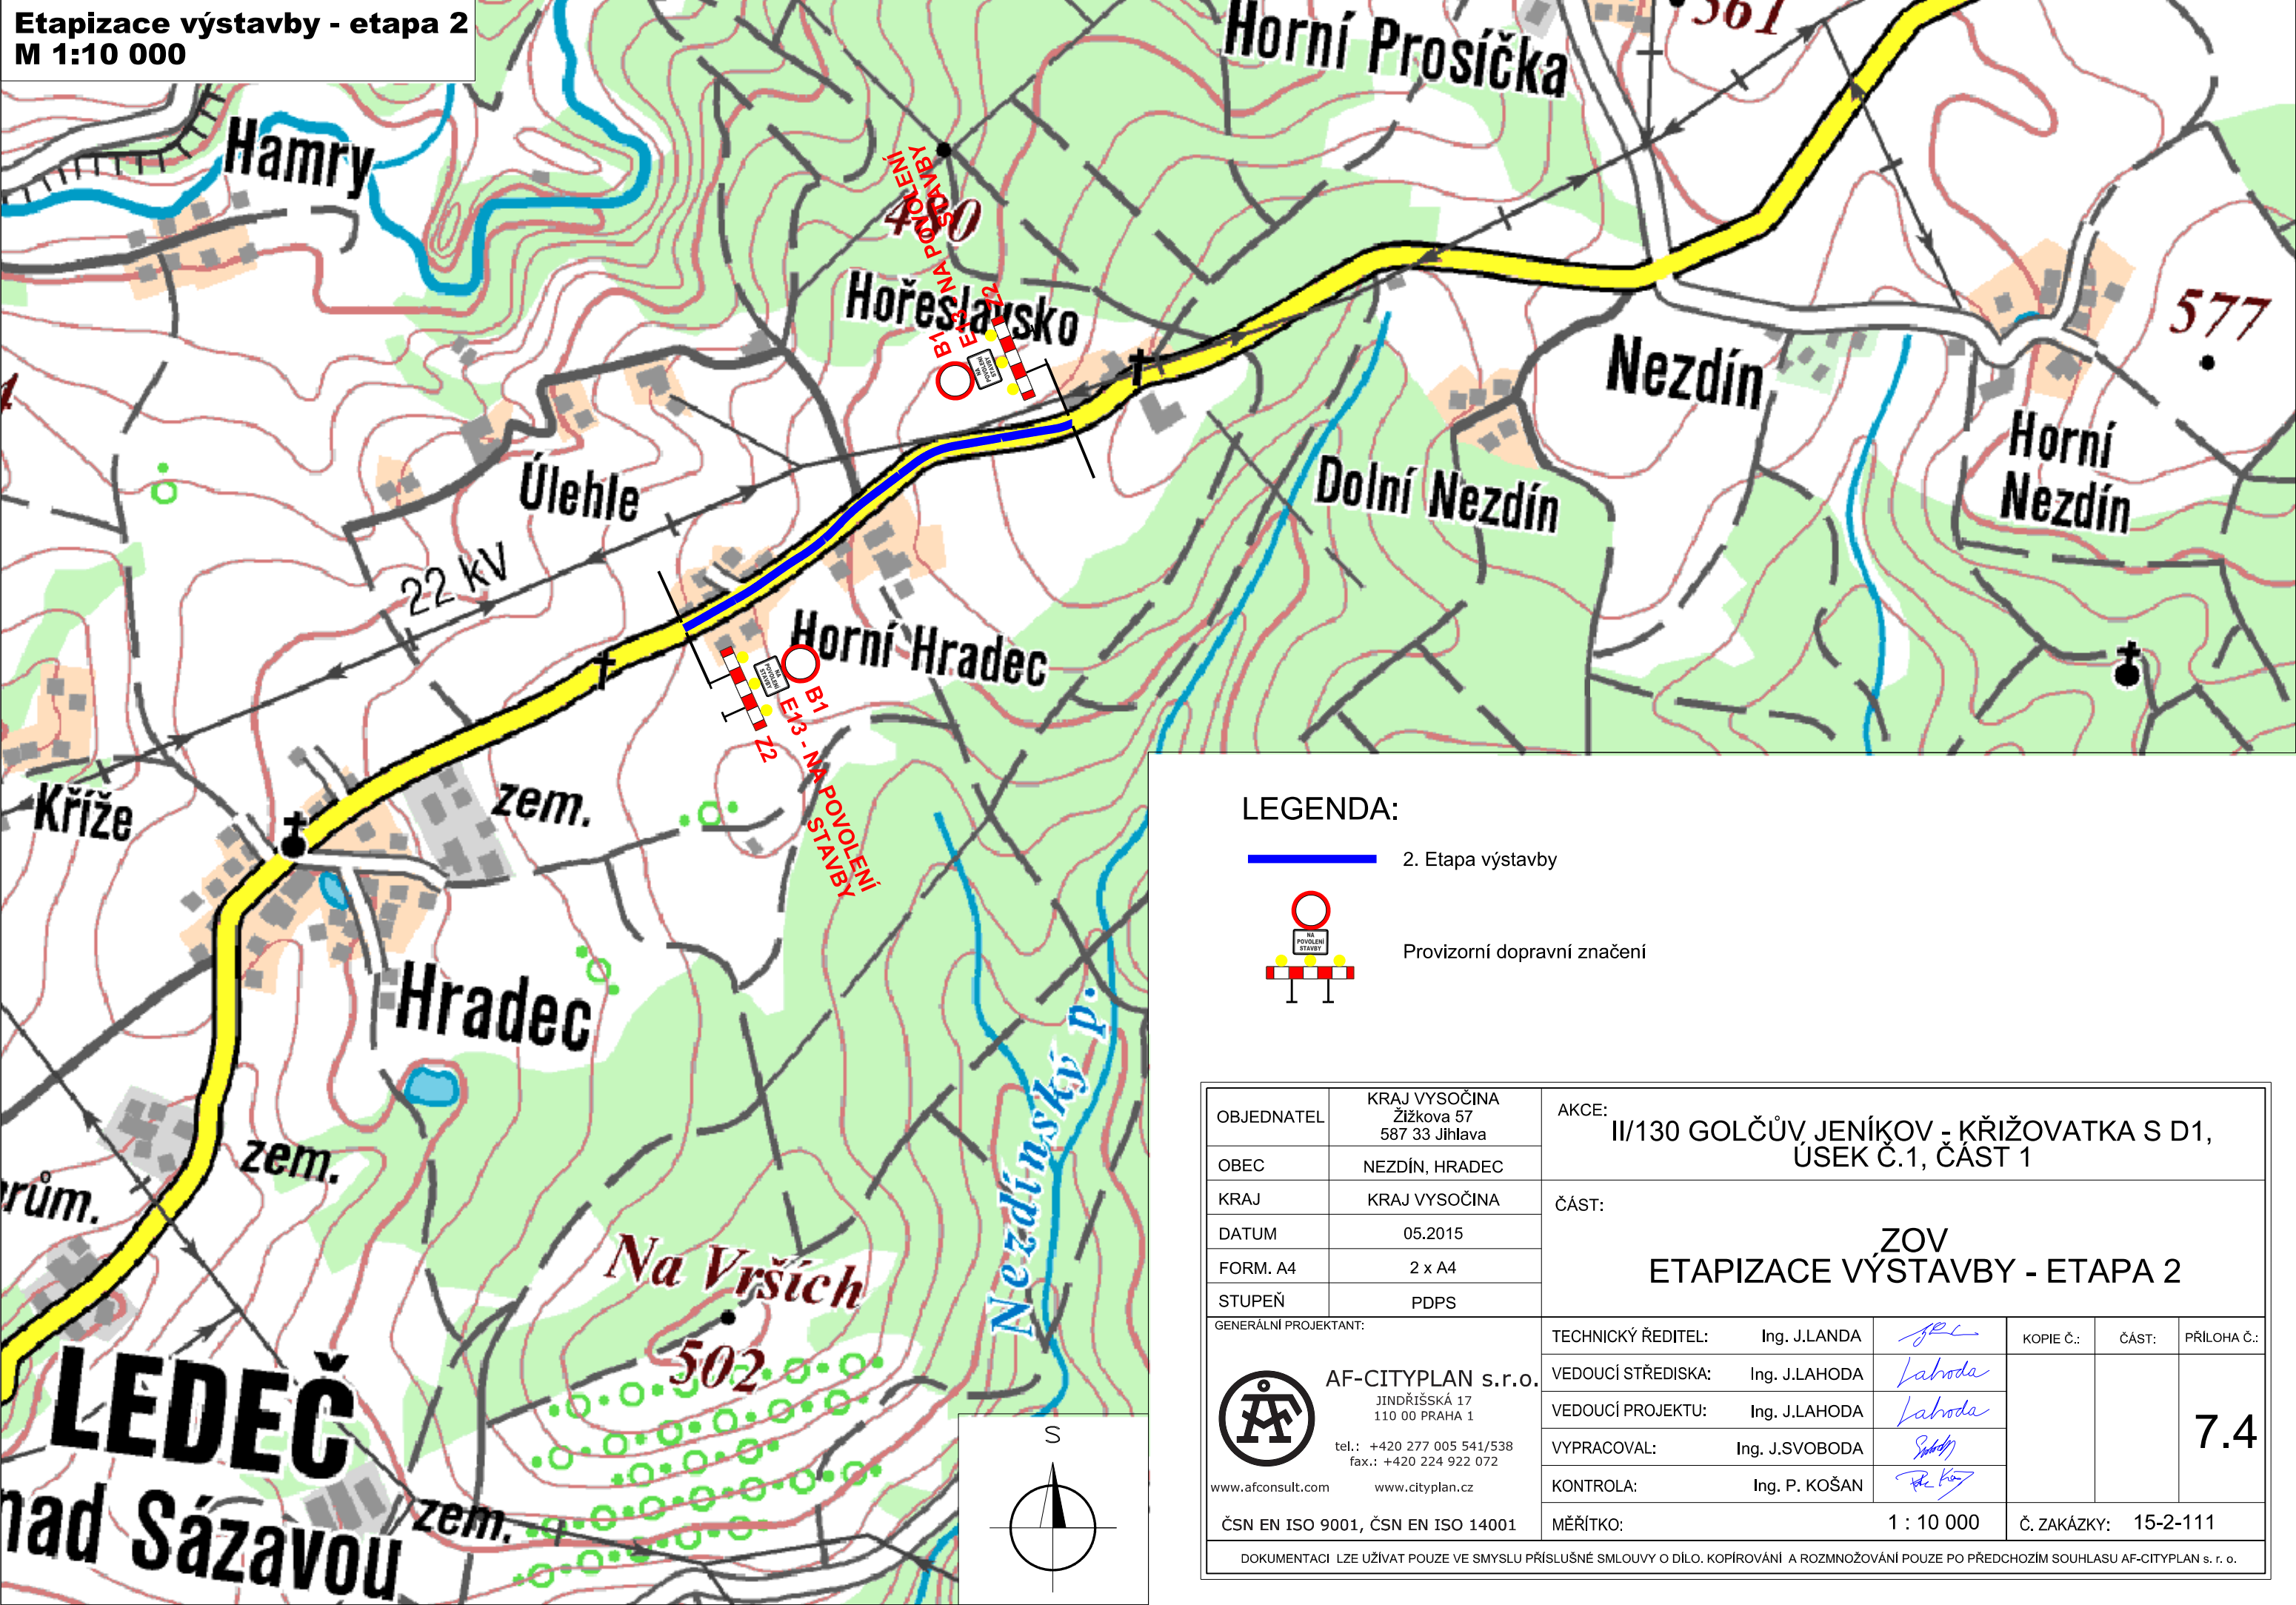 Etapizace výstavby - etapa 2
M 1:10 000
Horní Prosíčka
561
Hamry
480
Hořeslavsko
B1
E13 - NA POVOLENÍ
STAVBY
Z2
NA
POVOLENÍ
STAVBY
577
Nezdín
Horní
Nezdín
Dolní Nezdín
Úlehle
22 kV
Horní Hradec
NA
POVOLENÍ
STAVBY
B1
E13 - NA POVOLENÍ
STAVBY
Z2
Kříže
zem.
Hradec
zem.
Nezdínský p.
Na Vrších
502
LEDEČ
nad Sázavou
zem.
S
LEGENDA:
2. Etapa výstavby
NA
POVOLENÍ
STAVBY
Provizorní dopravní značení
OBJEDNATEL
KRAJ VYSOČINA
Žižkova 57
587 33 Jihlava
OBEC
NEZDÍN, HRADEC
KRAJ
KRAJ VYSOČINA
DATUM
05.2015
FORM. A4
2 x A4
STUPEŇ
PDPS
AKCE:
II/130 GOLČŮV JENÍKOV - KŘIŽOVATKA S D1,
ÚSEK Č.1, ČÁST 1
ČÁST:
ZOV
ETAPIZACE VÝSTAVBY - ETAPA 2
GENERÁLNÍ PROJEKTANT:
AF-CITYPLAN s.r.o.
JINDŘIŠSKÁ 17
110 00 PRAHA 1
tel.: +420 277 005 541/538
fax.: +420 224 922 072
www.afconsult.com
www.cityplan.cz
ČSN EN ISO 9001, ČSN EN ISO 14001
TECHNICKÝ ŘEDITEL: Ing. J.LANDA
VEDOUCÍ STŘEDISKA: Ing. J.LAHODA Lahoda
VEDOUCÍ PROJEKTU: Ing. J.LAHODA Lahoda
VYPRACOVAL: Ing. J.SVOBODA
KONTROLA: Ing. P. KOŠAN
MĚŘÍTKO: 1 : 10 000
KOPIE Č.:
ČÁST:
PŘÍLOHA Č.:
7.4
Č. ZAKÁZKY: 15-2-111
DOKUMENTACI LZE UŽÍVAT POUZE VE SMYSLU PŘÍSLUŠNÉ SMLOUVY O DÍLO. KOPÍROVÁNÍ A ROZMNOŽOVÁNÍ POUZE PO PŘEDCHOZÍM SOUHLASU AF-CITYPLAN s. r. o.